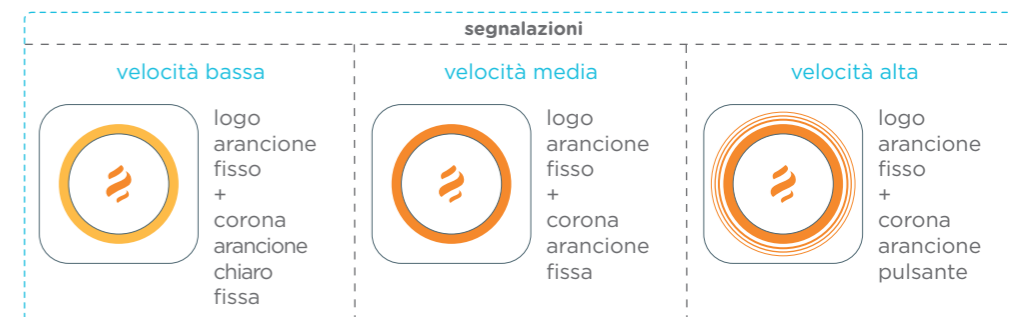 segnalazioni
velocità bassa
logo
arancione
fisso
+
corona
arancione
chiaro
fissa
velocità media
logo
arancione
fisso
+
corona
arancione
fissa
velocità alta
logo
arancione
fisso
+
corona
arancione
pulsante